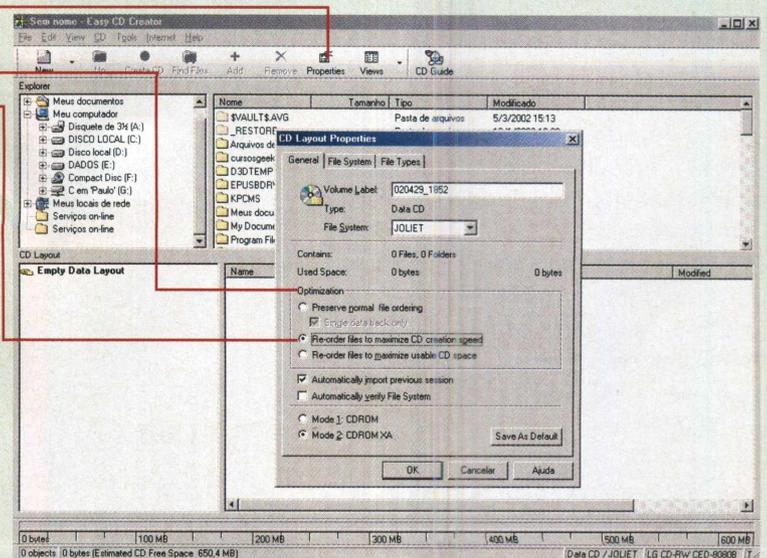 Sem nome - Easy CD Creator
File Edit View CD Tools Internet Help
New Create CD Find Files Add Remove Properties Views CD Guide
Explorer
Meus documentos
Meu computador
Disquete de 3½ (A:)
DISCO LOCAL (C:)
Disco local (D:)
DADOS (E:)
Compact Disc (F:)
C em 'Paulo' (G:)
Meus locais de rede
Serviços on-line
Serviços on-line
Nome Tamanho Tipo Modificado
$VAULT$.AVG Pasta de arquivos 5/3/2002 15:13
_RESTORE
Arquivos de
cursosgeek
D3DTEMP
EPUSBDRV
KPCMS
Meus docu
My Docume
Program File
CD Layout Properties
General File System File Types
Volume Label: 020429_1852
Type: Data CD
File System: JOLIET
Contains: 0 Files, 0 Folders
Used Space: 0 bytes 0 bytes
Optimization
Preserve normal file ordering
Single data track only
Re-order files to maximize CD creation speed
Re-order files to maximize usable CD space
Automatically import previous session
Automatically verify File System
Mode 1: CDROM
Mode 2: CDROM XA
Save As Default
OK Cancelar Ajuda
CD Layout
Empty Data Layout
Name Modified
0 bytes 100 MB 200 MB 300 MB 400 MB 500 MB 600 MB
0 objects 0 bytes (Estimated CD Free Space 650,4 MB) Data CD / JOLIET LG CD-RW CED-8080B